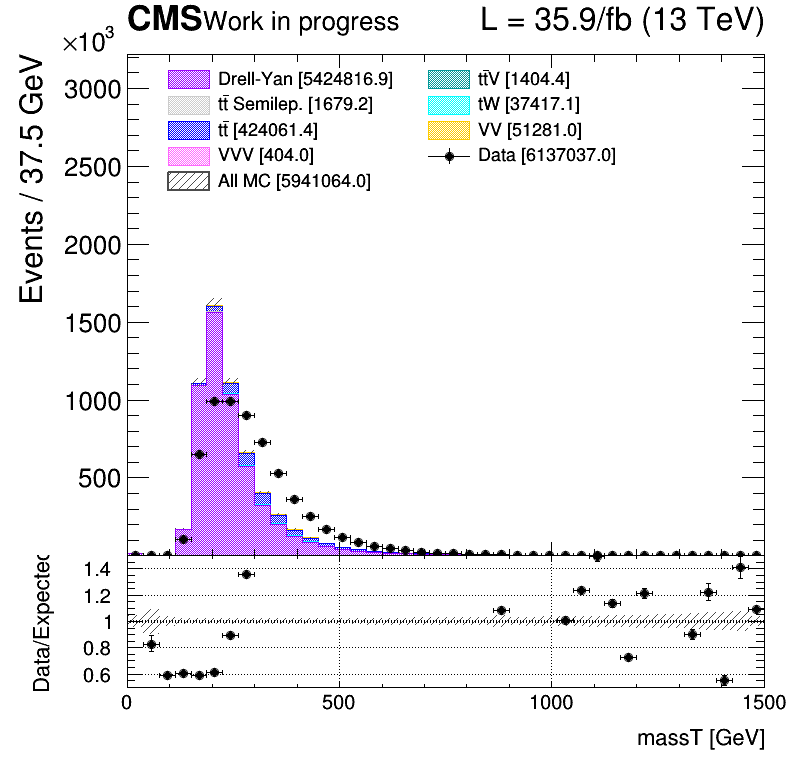 CMS Work in progress L = 35.9/fb (13 TeV)
×10³
Events / 37.5 GeV
3000
2500
2000
1500
1000
500
Drell-Yan [5424816.9]
tt̄ Semilep. [1679.2]
tt̄ [424061.4]
VVV [404.0]
All MC [5941064.0]
tt̄V [1404.4]
tW [37417.1]
VV [51281.0]
Data [6137037.0]
Data/Expected
1.4
1.2
1
0.8
0.6
0 500 1000 1500
massT [GeV]